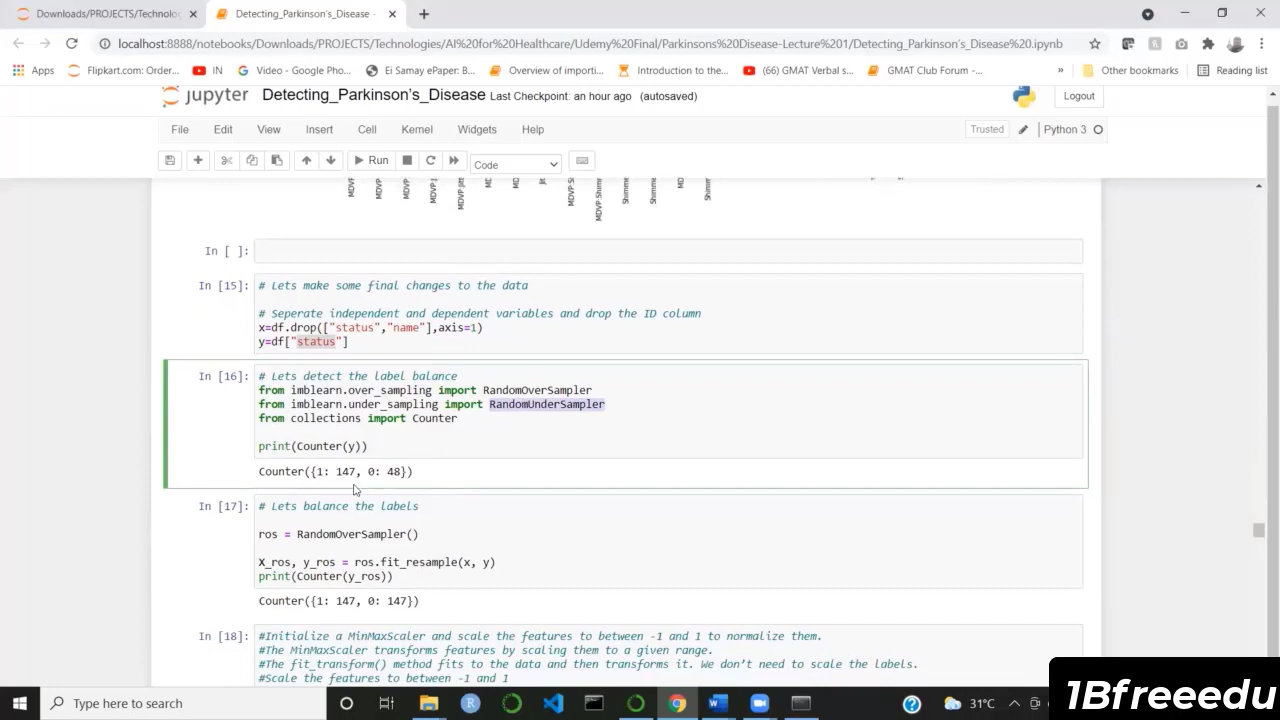 Downloads/PROJECTS/Technolog
Detecting_Parkinson's_Disease -
localhost:8888/notebooks/Downloads/PROJECTS/Technologies/AI%20for%20Healthcare/Udemy%20Final/Parkinsons%20Disease-Lecture%201/Detecting_Parkinson's_Disease%20.ipynb
Apps
Flipkart.com: Order...
IN
Video - Google Pho...
Ei Samay ePaper: B...
Overview of importi...
Introduction to the...
(66) GMAT Verbal s...
GMAT Club Forum -...
»
Other bookmarks
Reading list
jupyter
Detecting_Parkinson's_Disease Last Checkpoint: an hour ago (autosaved)
Logout
File Edit View Insert Cell Kernel Widgets Help
Trusted
Python 3
Run
Code
In [ ]:
In [15]:
# Lets make some final changes to the data
# Seperate independent and dependent variables and drop the ID column
x=df.drop(["status","name"],axis=1)
y=df["status"]
In [16]:
# Lets detect the label balance
from imblearn.over_sampling import RandomOverSampler
from imblearn.under_sampling import RandomUnderSampler
from collections import Counter
print(Counter(y))
Counter({1: 147, 0: 48})
In [17]:
# Lets balance the labels
ros = RandomOverSampler()
X_ros, y_ros = ros.fit_resample(x, y)
print(Counter(y_ros))
Counter({1: 147, 0: 147})
In [18]:
#Initialize a MinMaxScaler and scale the features to between -1 and 1 to normalize them.
#The MinMaxScaler transforms features by scaling them to a given range.
#The fit_transform() method fits to the data and then transforms it. We don't need to scale the labels.
#Scale the features to between -1 and 1
Type here to search
31°C
1Bfreeedu